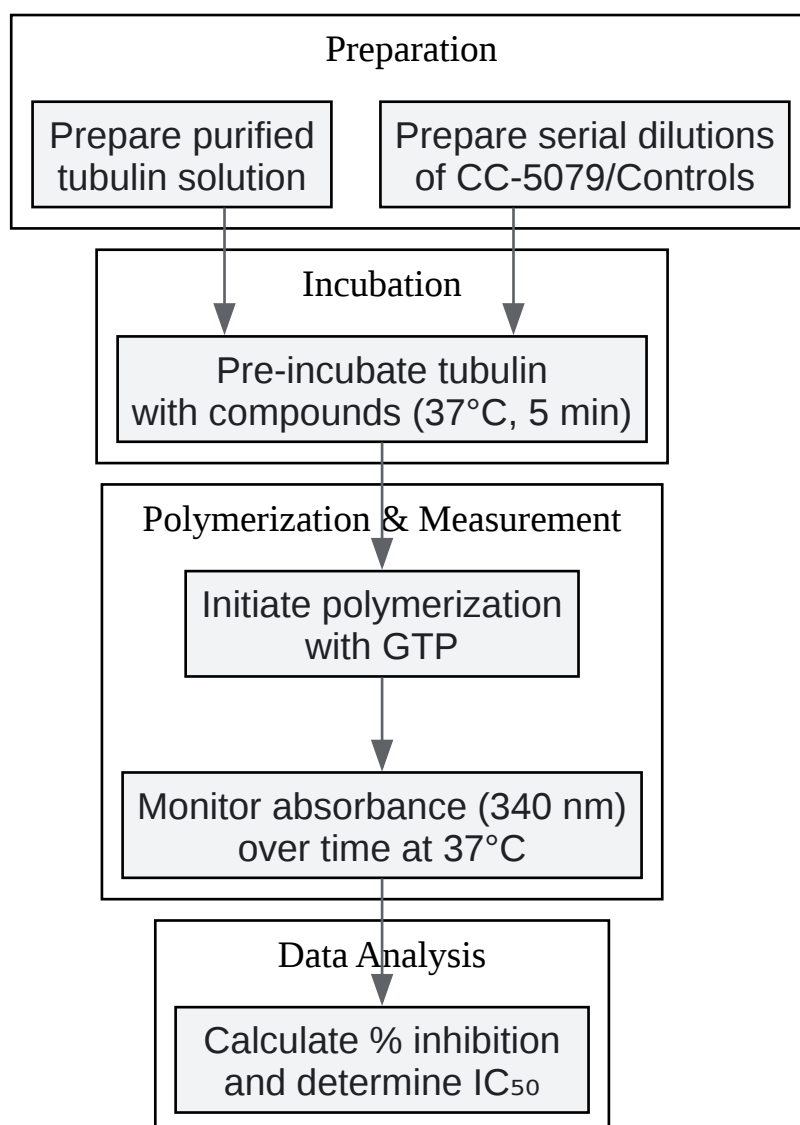 Preparation
Prepare purified
tubulin solution
Prepare serial dilutions
of CC-5079/Controls
Incubation
Pre-incubate tubulin
with compounds (37°C, 5 min)
Polymerization & Measurement
Initiate polymerization
with GTP
Monitor absorbance (340 nm)
over time at 37°C
Data Analysis
Calculate % inhibition
and determine IC₅₀